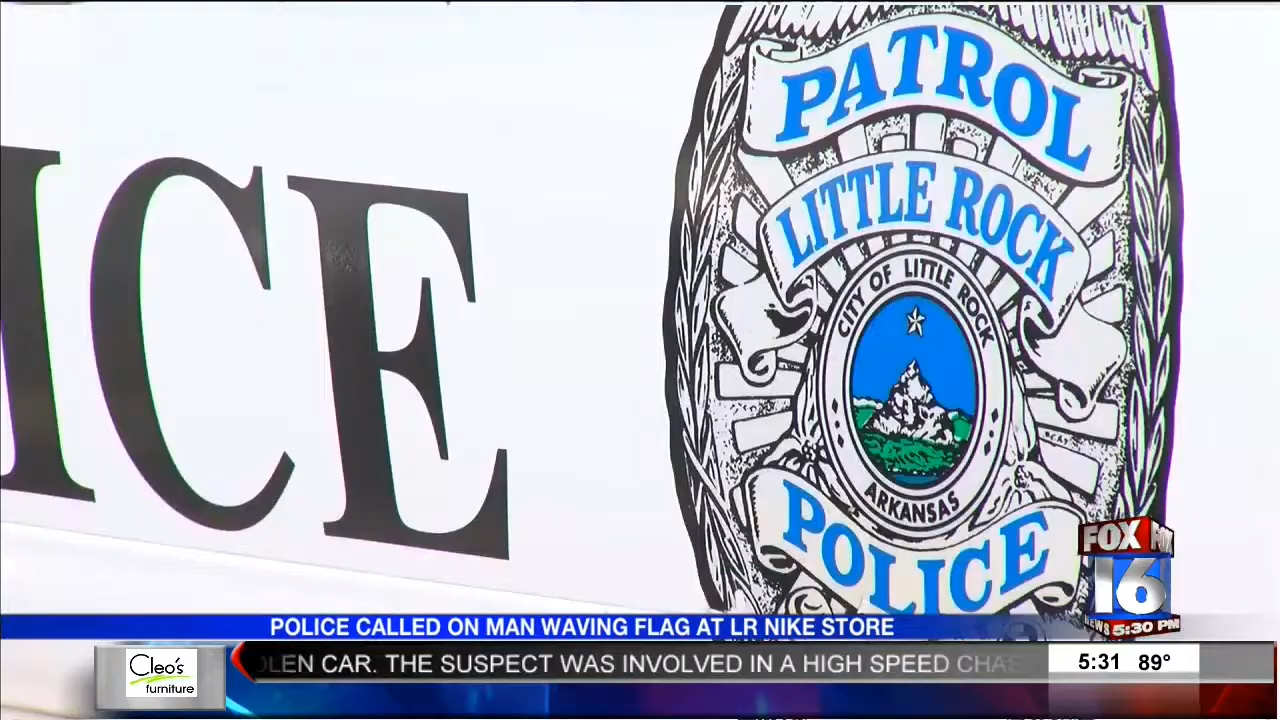 ICE
PATROL
LITTLE ROCK
CITY OF LITTLE ROCK
ARKANSAS
POLICE
FOX
16
NEWS 5:30 PM
POLICE CALLED ON MAN WAVING FLAG AT LR NIKE STORE
Cleo's
furniture
OLEN CAR. THE SUSPECT WAS INVOLVED IN A HIGH SPEED CHAS
5:31 89°